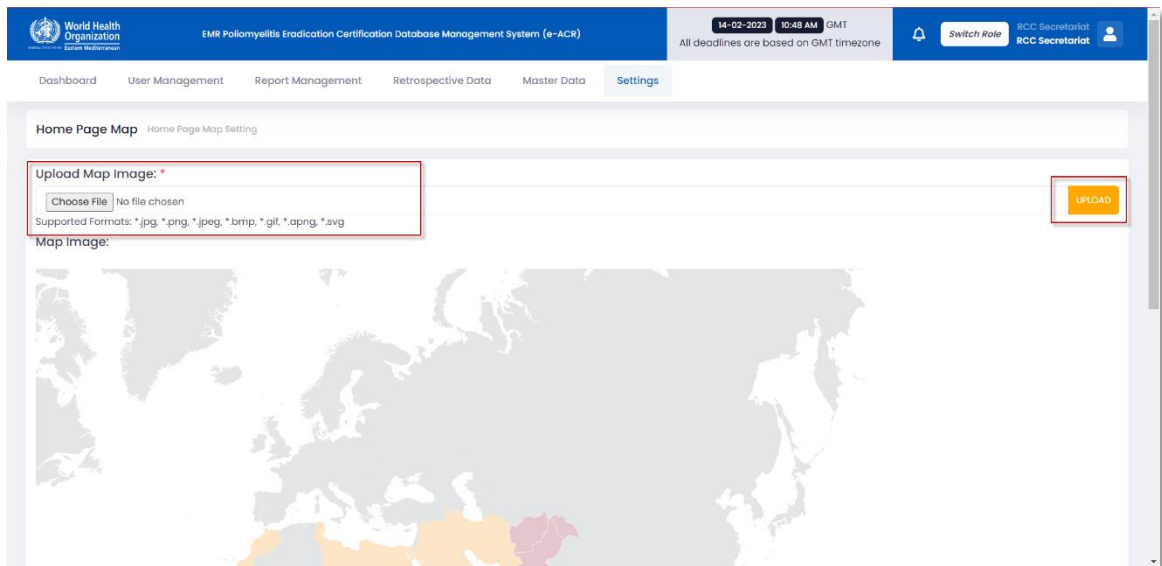 World Health
Organization
Eastern Mediterranean
EMR Poliomyelitis Eradication Certification Database Management System (e-ACR)
14-02-2023 10:48 AM GMT
All deadlines are based on GMT timezone
Switch Role
RCC Secretariat
RCC Secretariat
Dashboard User Management Report Management Retrospective Data Master Data Settings
Home Page Map Home Page Map Setting
Upload Map Image: *
Choose File No file chosen
UPLOAD
Supported Formats: *.jpg, *.png, *.jpeg, *.bmp, *.gif, *.apng, *.svg
Map Image: